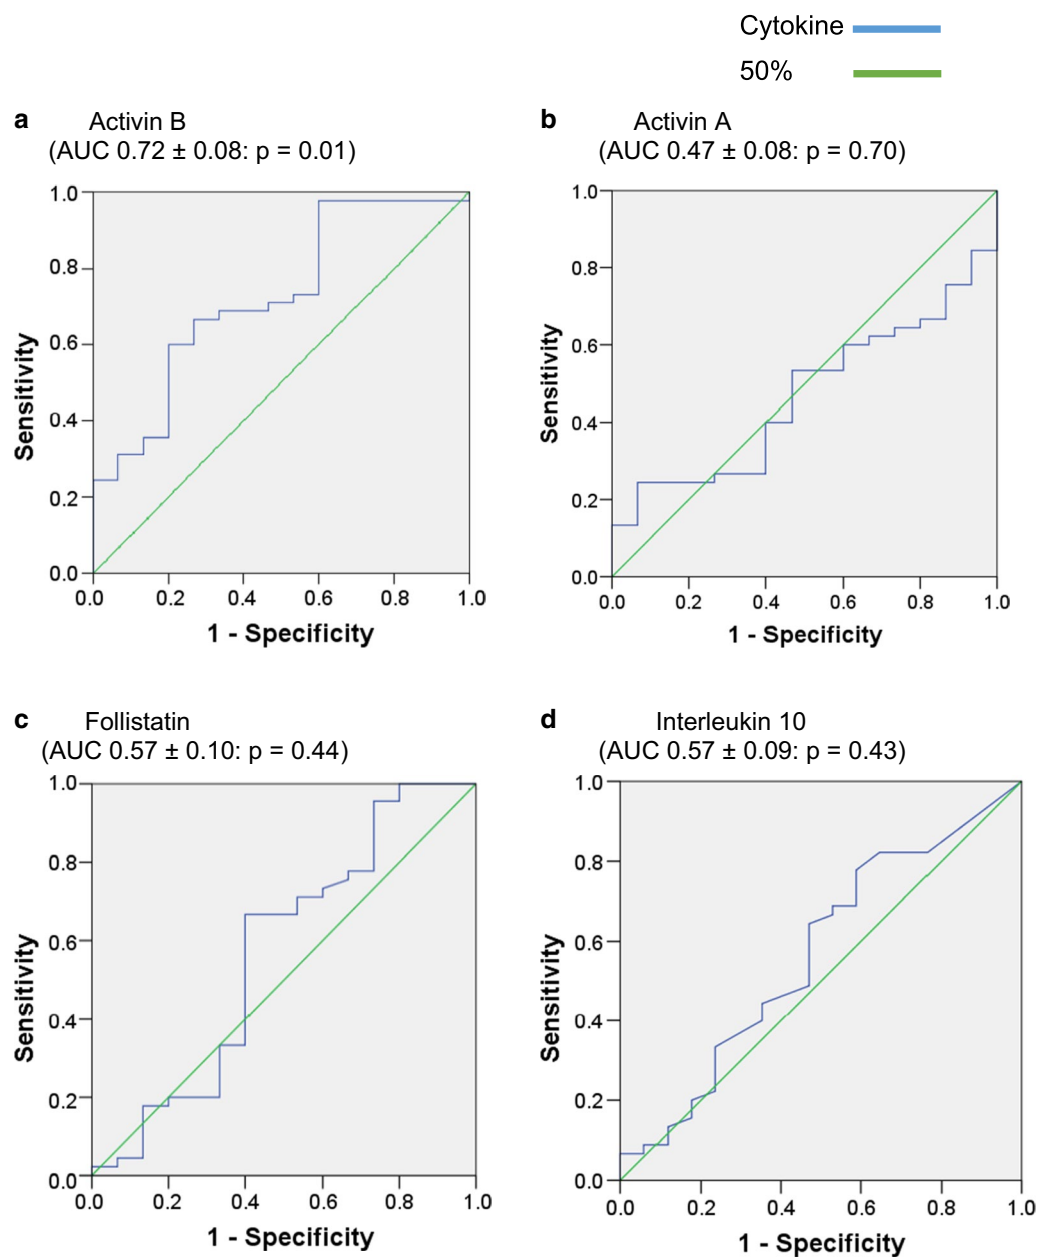 Cytokine
50%
a Activin B
(AUC 0.72 ± 0.08: p = 0.01)
1.0
0.8
0.6
0.4
0.2
0.0
Sensitivity
0.0 0.2 0.4 0.6 0.8 1.0
1 - Specificity
b Activin A
(AUC 0.47 ± 0.08: p = 0.70)
1.0
0.8
0.6
0.4
0.2
0.0
Sensitivity
0.0 0.2 0.4 0.6 0.8 1.0
1 - Specificity
c Follistatin
(AUC 0.57 ± 0.10: p = 0.44)
1.0
0.8
0.6
0.4
0.2
0.0
Sensitivity
0.0 0.2 0.4 0.6 0.8 1.0
1 - Specificity
d Interleukin 10
(AUC 0.57 ± 0.09: p = 0.43)
1.0
0.8
0.6
0.4
0.2
0.0
Sensitivity
0.0 0.2 0.4 0.6 0.8 1.0
1 - Specificity